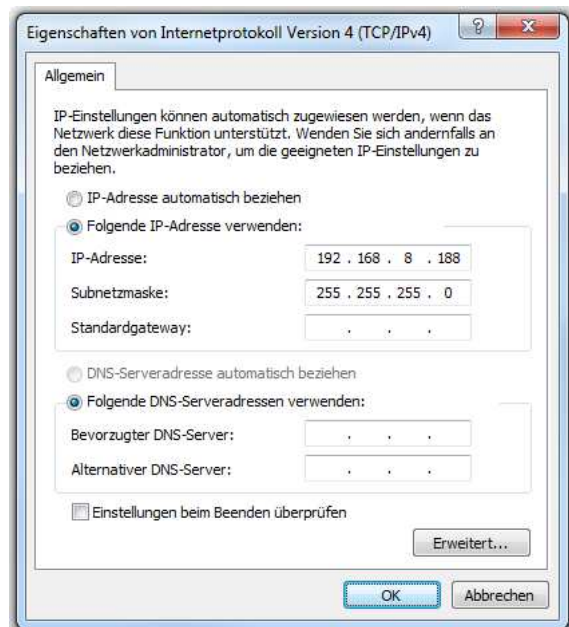 Eigenschaften von Internetprotokoll Version 4 (TCP/IPv4)
Allgemein
IP-Einstellungen können automatisch zugewiesen werden, wenn das
Netzwerk diese Funktion unterstützt. Wenden Sie sich andernfalls an
den Netzwerkadministrator, um die geeigneten IP-Einstellungen zu
beziehen.
IP-Adresse automatisch beziehen
Folgende IP-Adresse verwenden:
IP-Adresse: 192 . 168 . 8 . 188
Subnetzmaske: 255 . 255 . 255 . 0
Standardgateway: . . .
DNS-Serveradresse automatisch beziehen
Folgende DNS-Serveradressen verwenden:
Bevorzugter DNS-Server: . . .
Alternativer DNS-Server: . . .
Einstellungen beim Beenden überprüfen
Erweitert...
OK Abbrechen